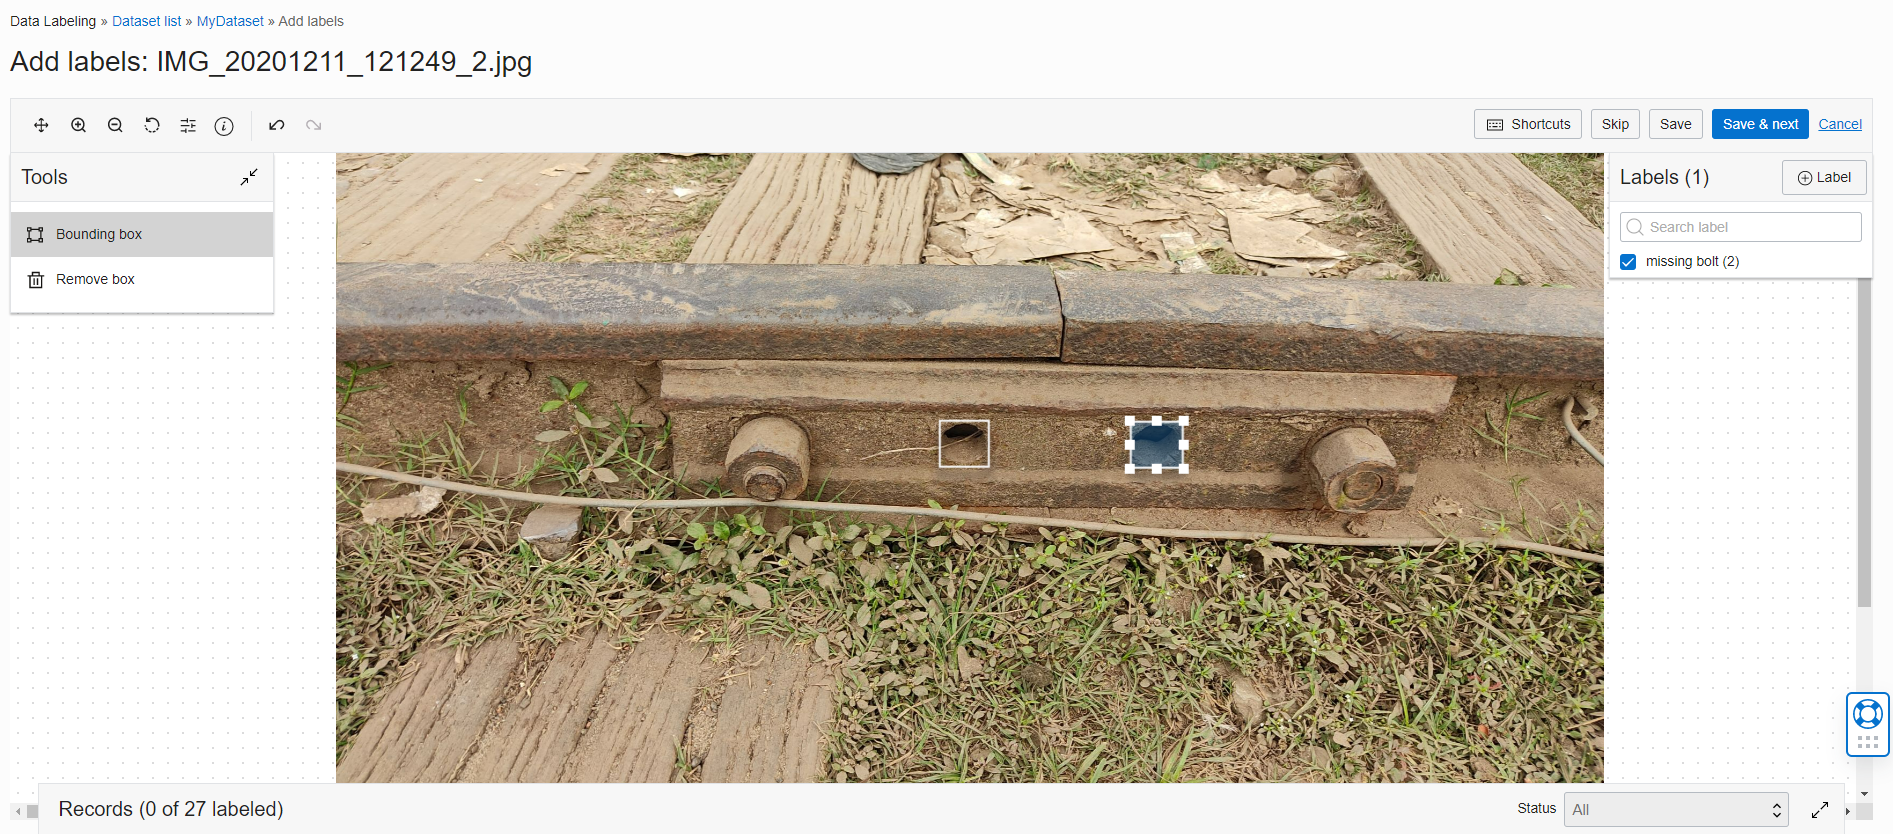 Data Labeling » Dataset list » MyDataset » Add labels
Add labels: IMG_20201211_121249_2.jpg
Shortcuts
Skip
Save
Save & next
Cancel
Tools
Bounding box
Remove box
Labels (1)
Label
Search label
missing bolt (2)
Records (0 of 27 labeled)
Status
All